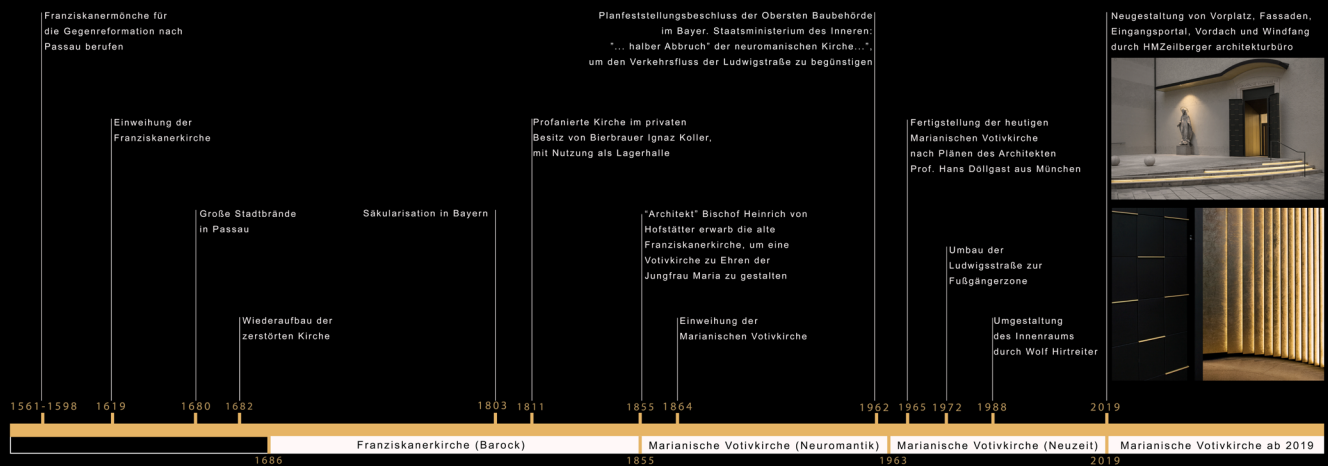 Franziskanermönche für
die Gegenreformation nach
Passau berufen
Einweihung der
Franziskanerkirche
Große Stadtbrände
in Passau
Wiederaufbau der
zerstörten Kirche
Säkularisation in Bayern
Profanierte Kirche im privaten
Besitz von Bierbrauer Ignaz Koller,
mit Nutzung als Lagerhalle
"Architekt" Bischof Heinrich von
Hofstätter erwarb die alte
Franziskanerkirche, um eine
Votivkirche zu Ehren der
Jungfrau Maria zu gestalten
Einweihung der
Marianischen Votivkirche
Planfeststellungsbeschluss der Obersten Baubehörde
im Bayer. Staatsministerium des Inneren:
"... halber Abbruch" der neuromanischen Kirche...",
um den Verkehrsfluss der Ludwigstraße zu begünstigen
Fertigstellung der heutigen
Marianischen Votivkirche
nach Plänen des Architekten
Prof. Hans Döllgast aus München
Umbau der
Ludwigsstraße zur
Fußgängerzone
Umgestaltung
des Innenraums
durch Wolf Hirtreiter
Neugestaltung von Vorplatz, Fassaden,
Eingangsportal, Vordach und Windfang
durch HMZeilberger architekturbüro
1561-1598 1619 1680 1682 1803 1811 1855 1864 1962 1965 1972 1988 2019
Franziskanerkirche (Barock) Marianische Votivkirche (Neuromantik) Marianische Votivkirche (Neuzeit) Marianische Votivkirche ab 2019
1686 1855 1963 2019